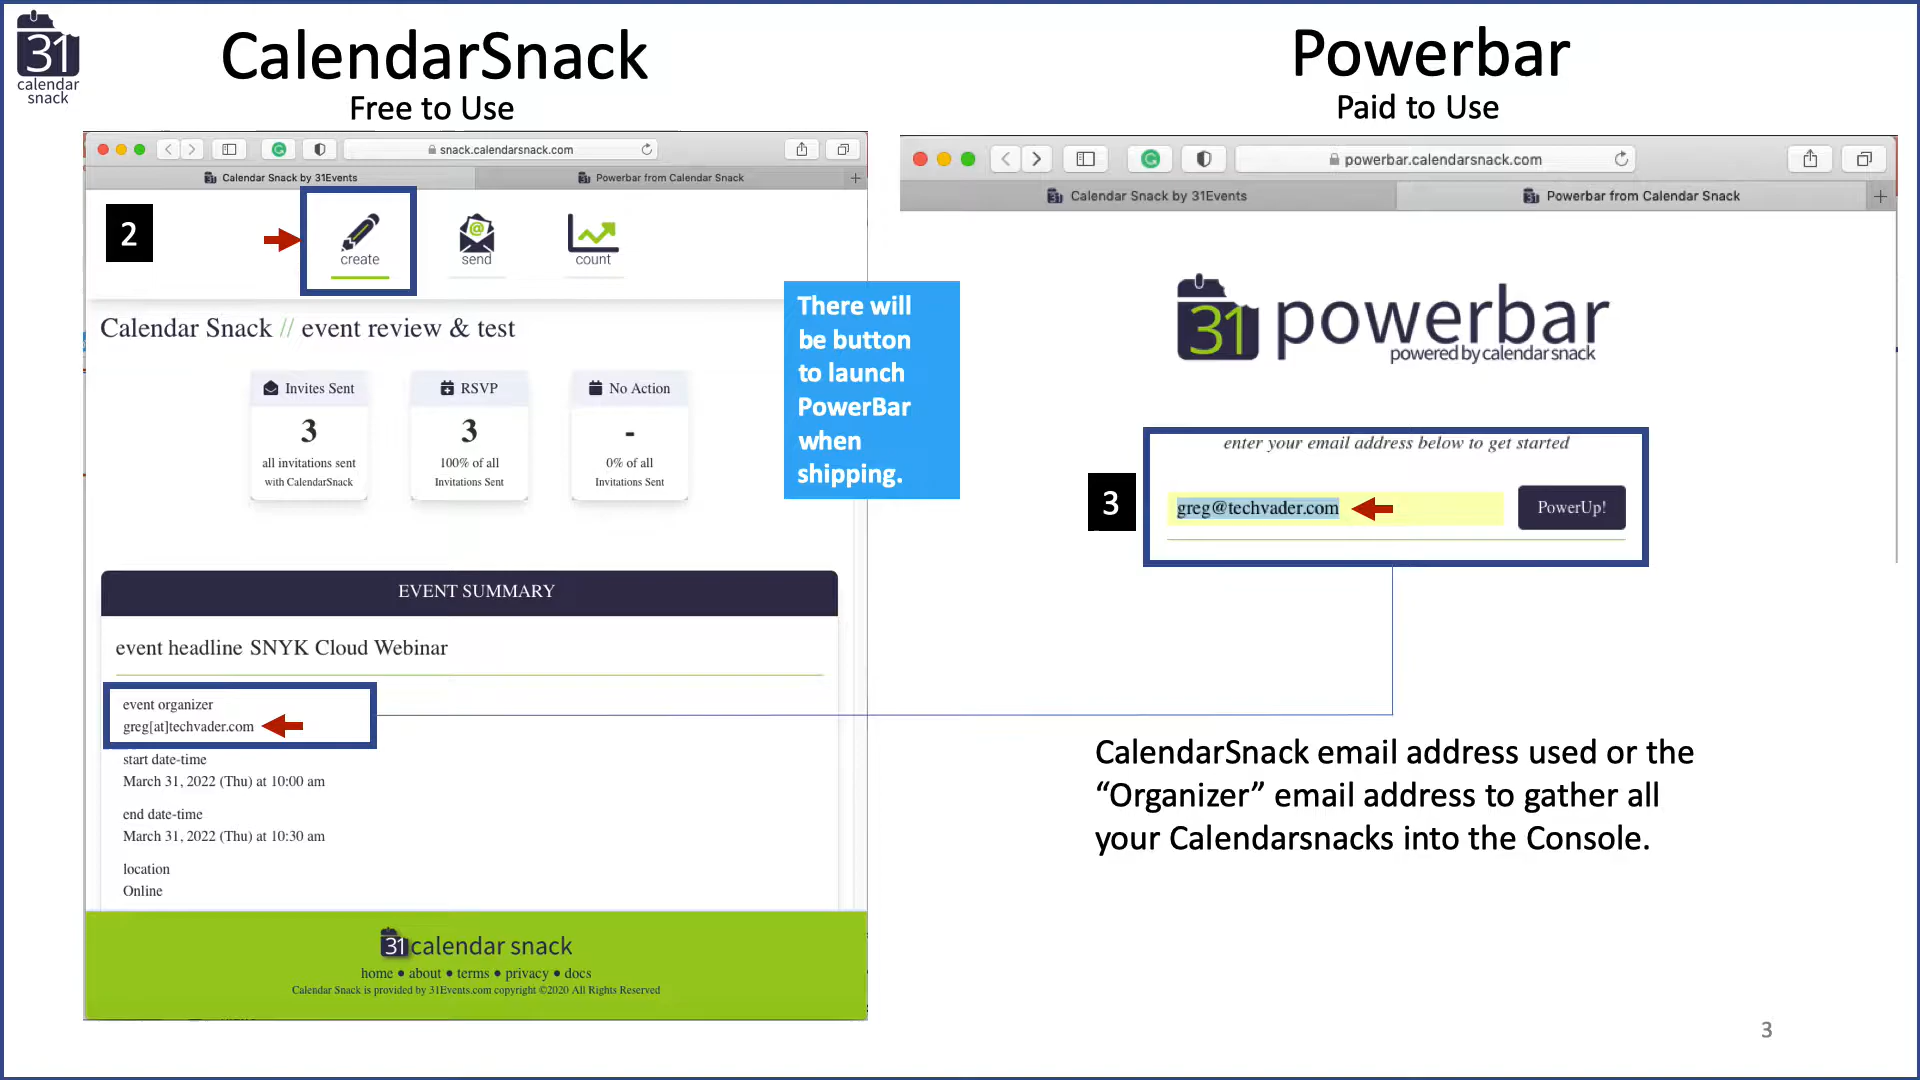 31
calendar
snack
CalendarSnack
Free to Use
Powerbar
Paid to Use
snack.calendarsnack.com
Calendar Snack by 31Events
Powerbar from Calendar Snack
2
create
send
count
Calendar Snack // event review & test
Invites Sent
3
all invitations sent
with CalendarSnack
RSVP
3
100% of all
Invitations Sent
No Action
-
0% of all
Invitations Sent
There will
be button
to launch
PowerBar
when
shipping.
EVENT SUMMARY
event headline SNYK Cloud Webinar
event organizer
greg[at]techvader.com
start date-time
March 31, 2022 (Thu) at 10:00 am
end date-time
March 31, 2022 (Thu) at 10:30 am
location
Online
31 calendar snack
home • about • terms • privacy • docs
Calendar Snack is provided by 31Events.com copyright ©2020 All Rights Reserved
powerbar.calendarsnack.com
Calendar Snack by 31Events
Powerbar from Calendar Snack
31 powerbar
powered by calendar snack
enter your email address below to get started
3
greg@techvader.com
PowerUp!
CalendarSnack email address used or the
“Organizer” email address to gather all
your Calendarsnacks into the Console.
3